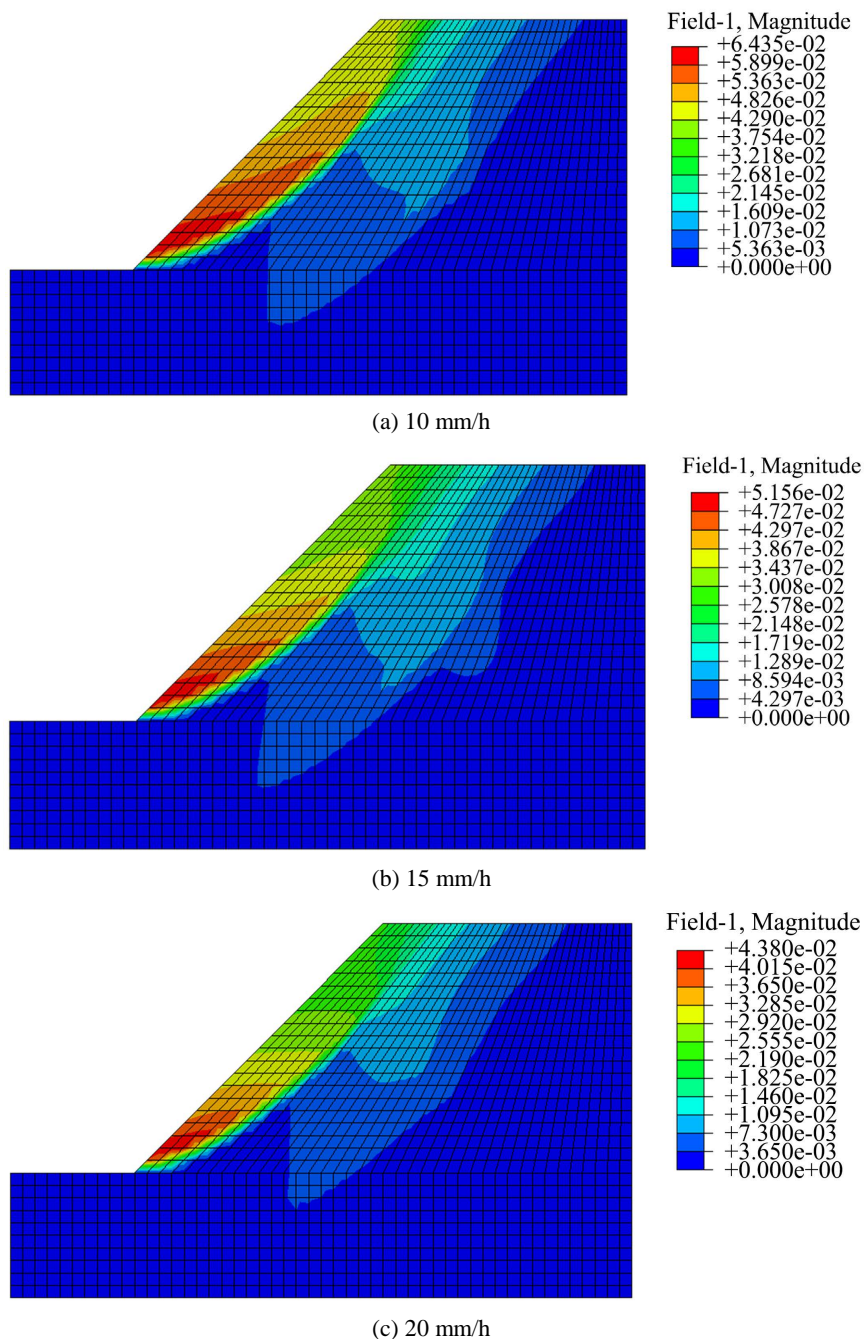 Field-1, Magnitude
+6.435e-02
+5.899e-02
+5.363e-02
+4.826e-02
+4.290e-02
+3.754e-02
+3.218e-02
+2.681e-02
+2.145e-02
+1.609e-02
+1.073e-02
+5.363e-03
+0.000e+00
(a) 10 mm/h
Field-1, Magnitude
+5.156e-02
+4.727e-02
+4.297e-02
+3.867e-02
+3.437e-02
+3.008e-02
+2.578e-02
+2.148e-02
+1.719e-02
+1.289e-02
+8.594e-03
+4.297e-03
+0.000e+00
(b) 15 mm/h
Field-1, Magnitude
+4.380e-02
+4.015e-02
+3.650e-02
+3.285e-02
+2.920e-02
+2.555e-02
+2.190e-02
+1.825e-02
+1.460e-02
+1.095e-02
+7.300e-03
+3.650e-03
+0.000e+00
(c) 20 mm/h